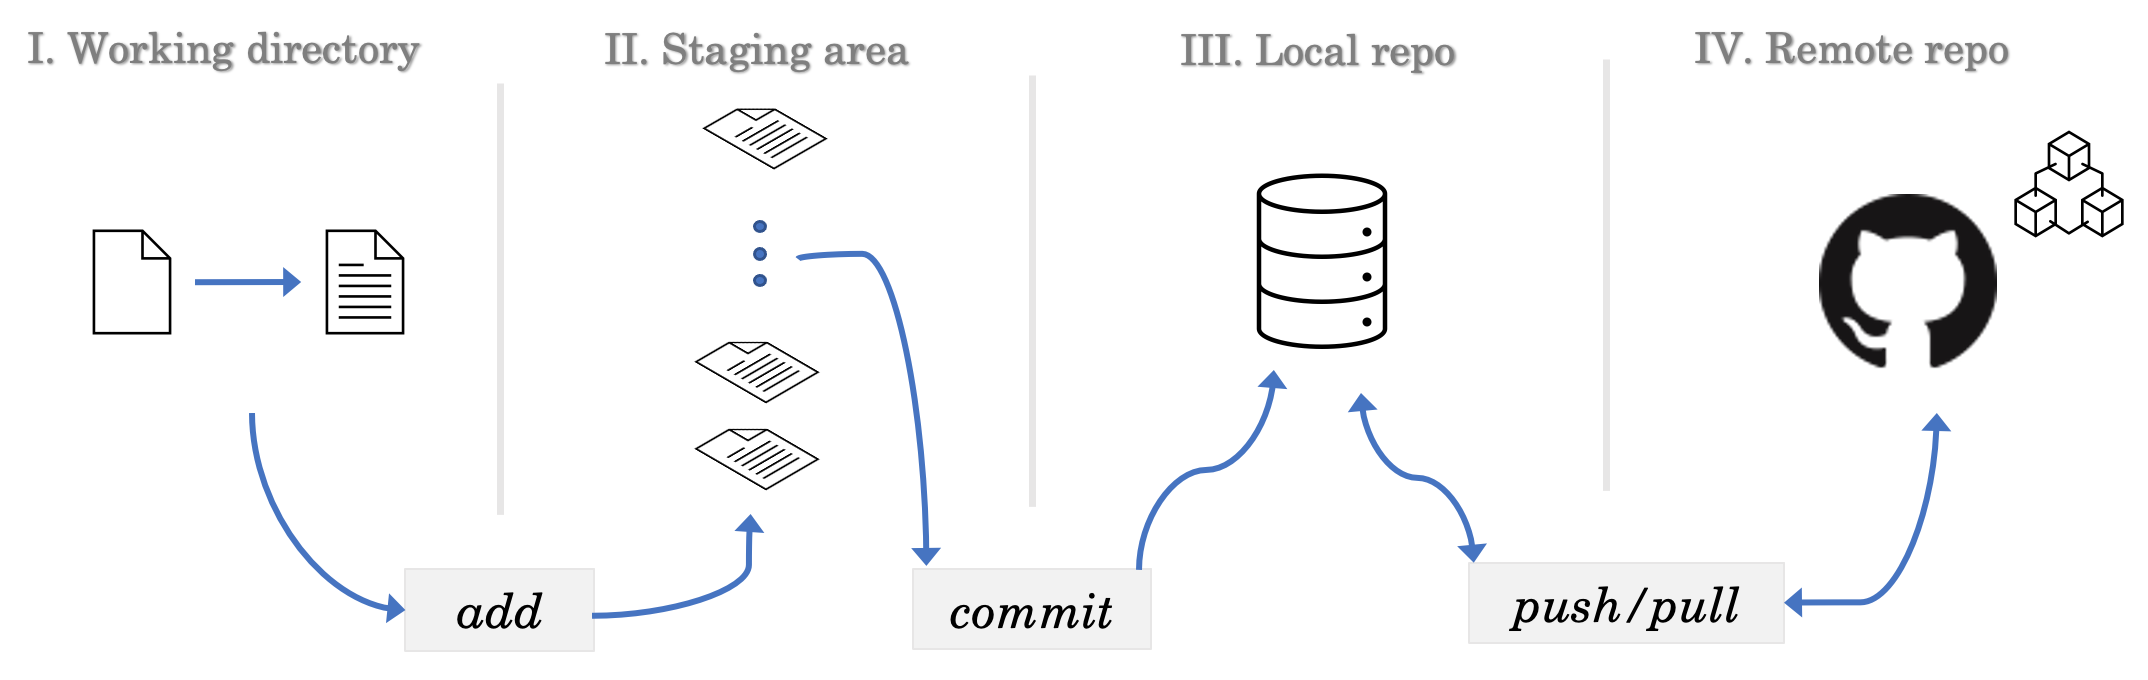 I. Working directory
II. Staging area
III. Local repo
IV. Remote repo
add
commit
push/pull